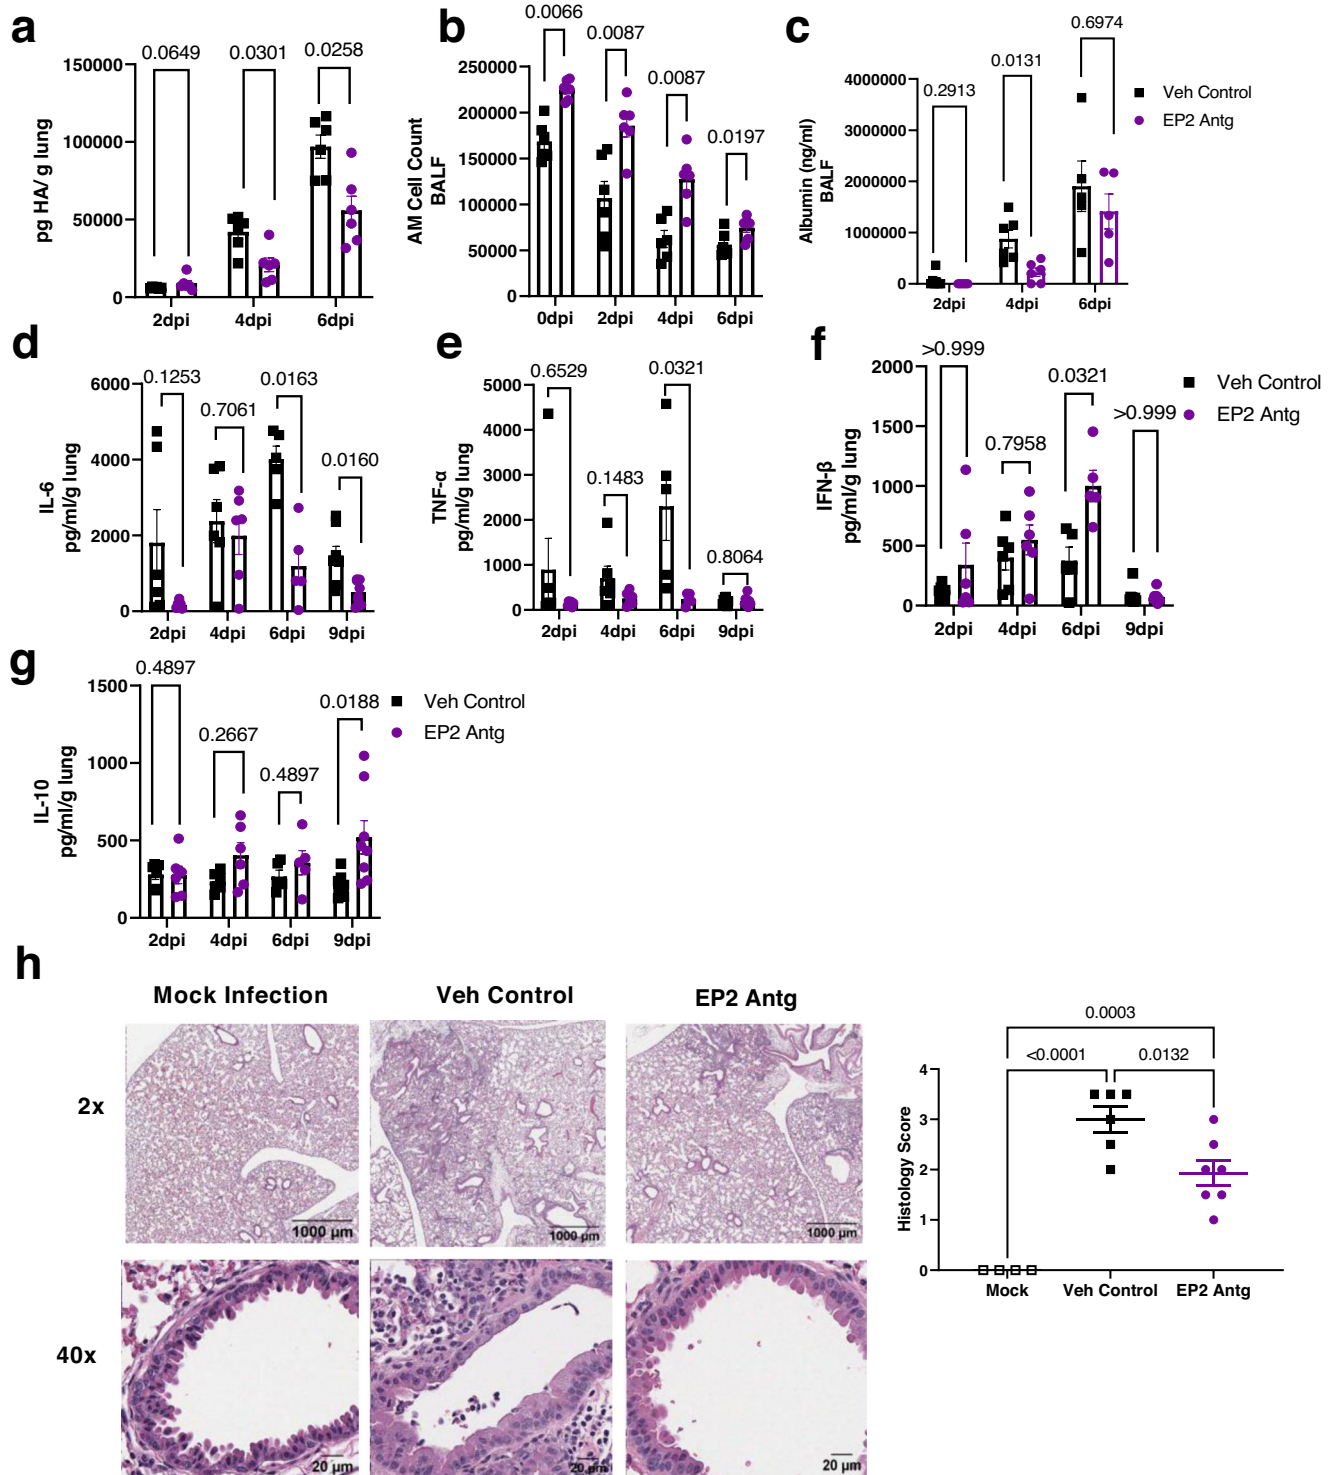 a
0.0649
0.0301
0.0258
pg HA/ g lung
150000
100000
50000
0
2dpi
4dpi
6dpi
b
0.0066
0.0087
0.0087
0.0197
AM Cell Count
BALF
250000
200000
150000
100000
50000
0
0dpi
2dpi
4dpi
6dpi
c
0.2913
0.0131
0.6974
Albumin (ng/ml)
BALF
4000000
3000000
2000000
1000000
0
2dpi
4dpi
6dpi
Veh Control
EP2 Antg
d
0.1253
0.7061
0.0163
0.0160
IL-6
pg/ml/g lung
6000
4000
2000
0
2dpi
4dpi
6dpi
9dpi
e
0.6529
0.1483
0.0321
0.8064
TNF-α
pg/ml/g lung
5000
4000
3000
2000
1000
0
2dpi
4dpi
6dpi
9dpi
f
>0.999
0.7958
0.0321
>0.999
IFN-β
pg/ml/g lung
2000
1500
1000
500
0
2dpi
4dpi
6dpi
9dpi
Veh Control
EP2 Antg
g
0.4897
0.2667
0.4897
0.0188
IL-10
pg/ml/g lung
1500
1000
500
0
2dpi
4dpi
6dpi
9dpi
Veh Control
EP2 Antg
h
Mock Infection
Veh Control
EP2 Antg
2x
1000 µm
1000 µm
1000 µm
40x
20 µm
20 µm
20 µm
0.0003
<0.0001
0.0132
Histology Score
4
3
2
1
0
Mock
Veh Control
EP2 Antg